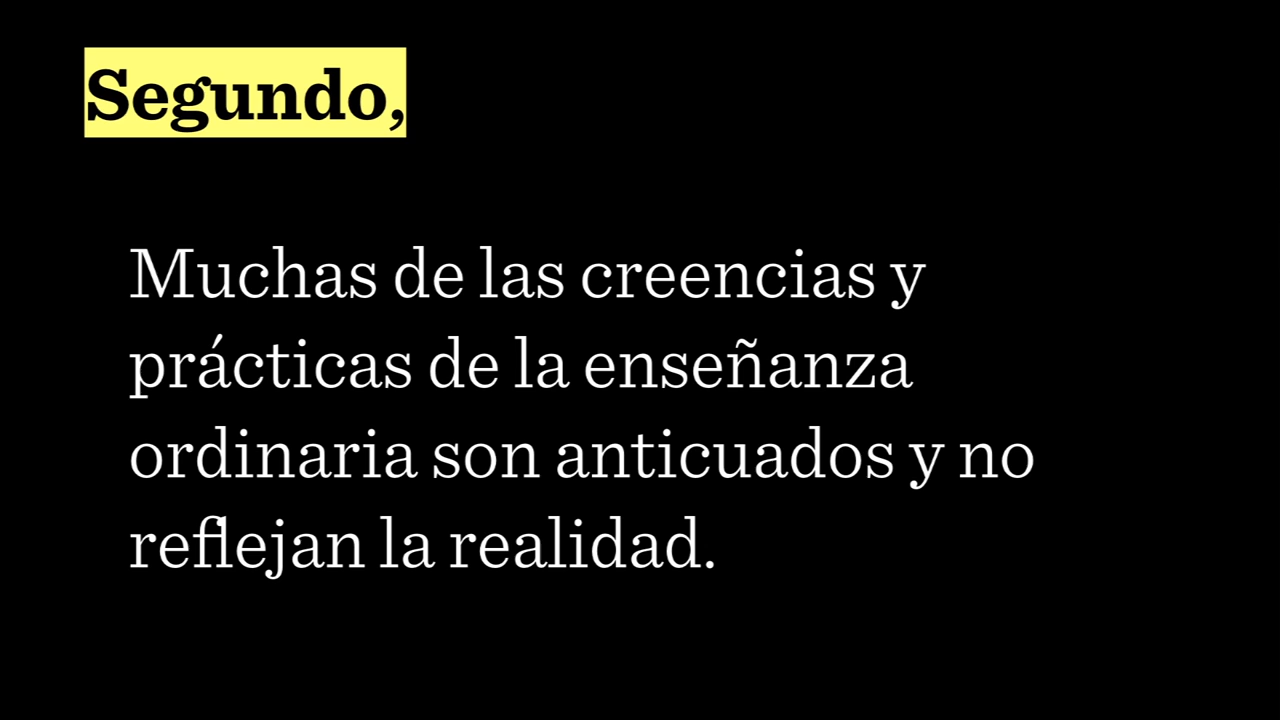 Segundo,
Muchas de las creencias y
prácticas de la enseñanza
ordinaria son anticuados y no
reflejan la realidad.